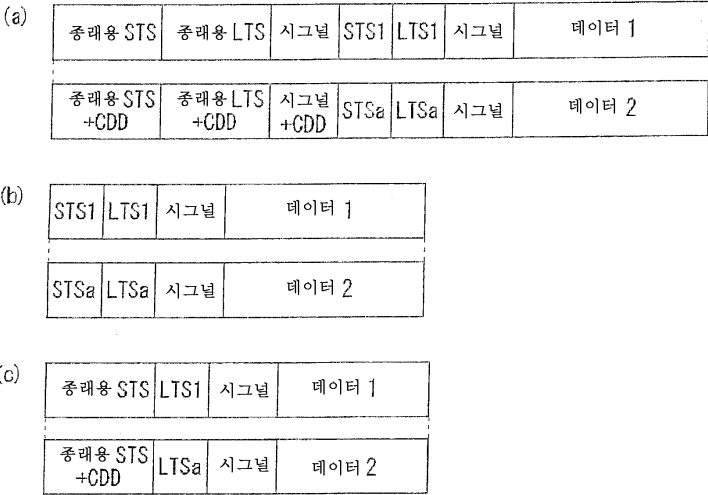 (a)
종래용 STS 종래용 LTS 시그널 STS1 LTS1 시그널 데이터 1
종래용 STS +CDD 종래용 LTS +CDD 시그널 +CDD STSa LTSa 시그널 데이터 2
(b)
STS1 LTS1 시그널 데이터 1
STSa LTSa 시그널 데이터 2
(c)
종래용 STS LTS1 시그널 데이터 1
종래용 STS +CDD LTSa 시그널 데이터 2